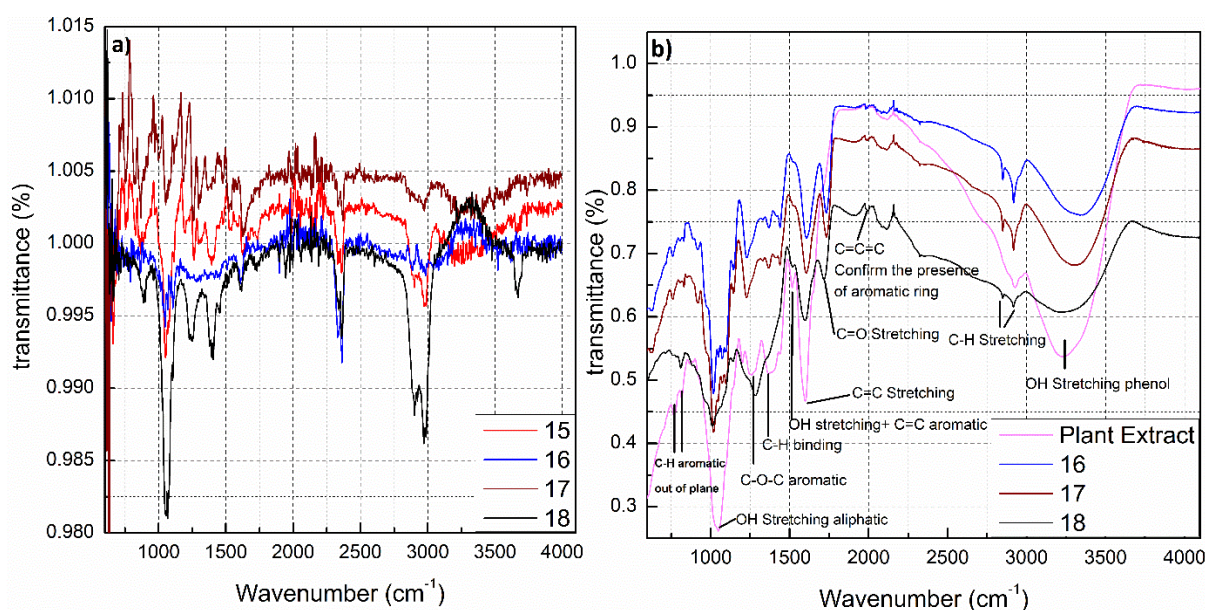 a)
transmittance (%)
1.015
1.010
1.005
1.000
0.995
0.990
0.985
0.980
1000 1500 2000 2500 3000 3500 4000
Wavenumber (cm-1)
15
16
17
18
b)
transmittance (%)
1.0
0.9
0.8
0.7
0.6
0.5
0.4
0.3
1000 1500 2000 2500 3000 3500 4000
Wavenumber (cm-1)
C=C=C
Confirm the presence
of aromatic ring
C=O Stretching
C-H Stretching
OH Stretching phenol
C=C Stretching
OH stretching+ C=C aromatic
C-H binding
C-H aromatic
out of plane
C-O-C aromatic
OH Stretching aliphatic
Plant Extract
16
17
18